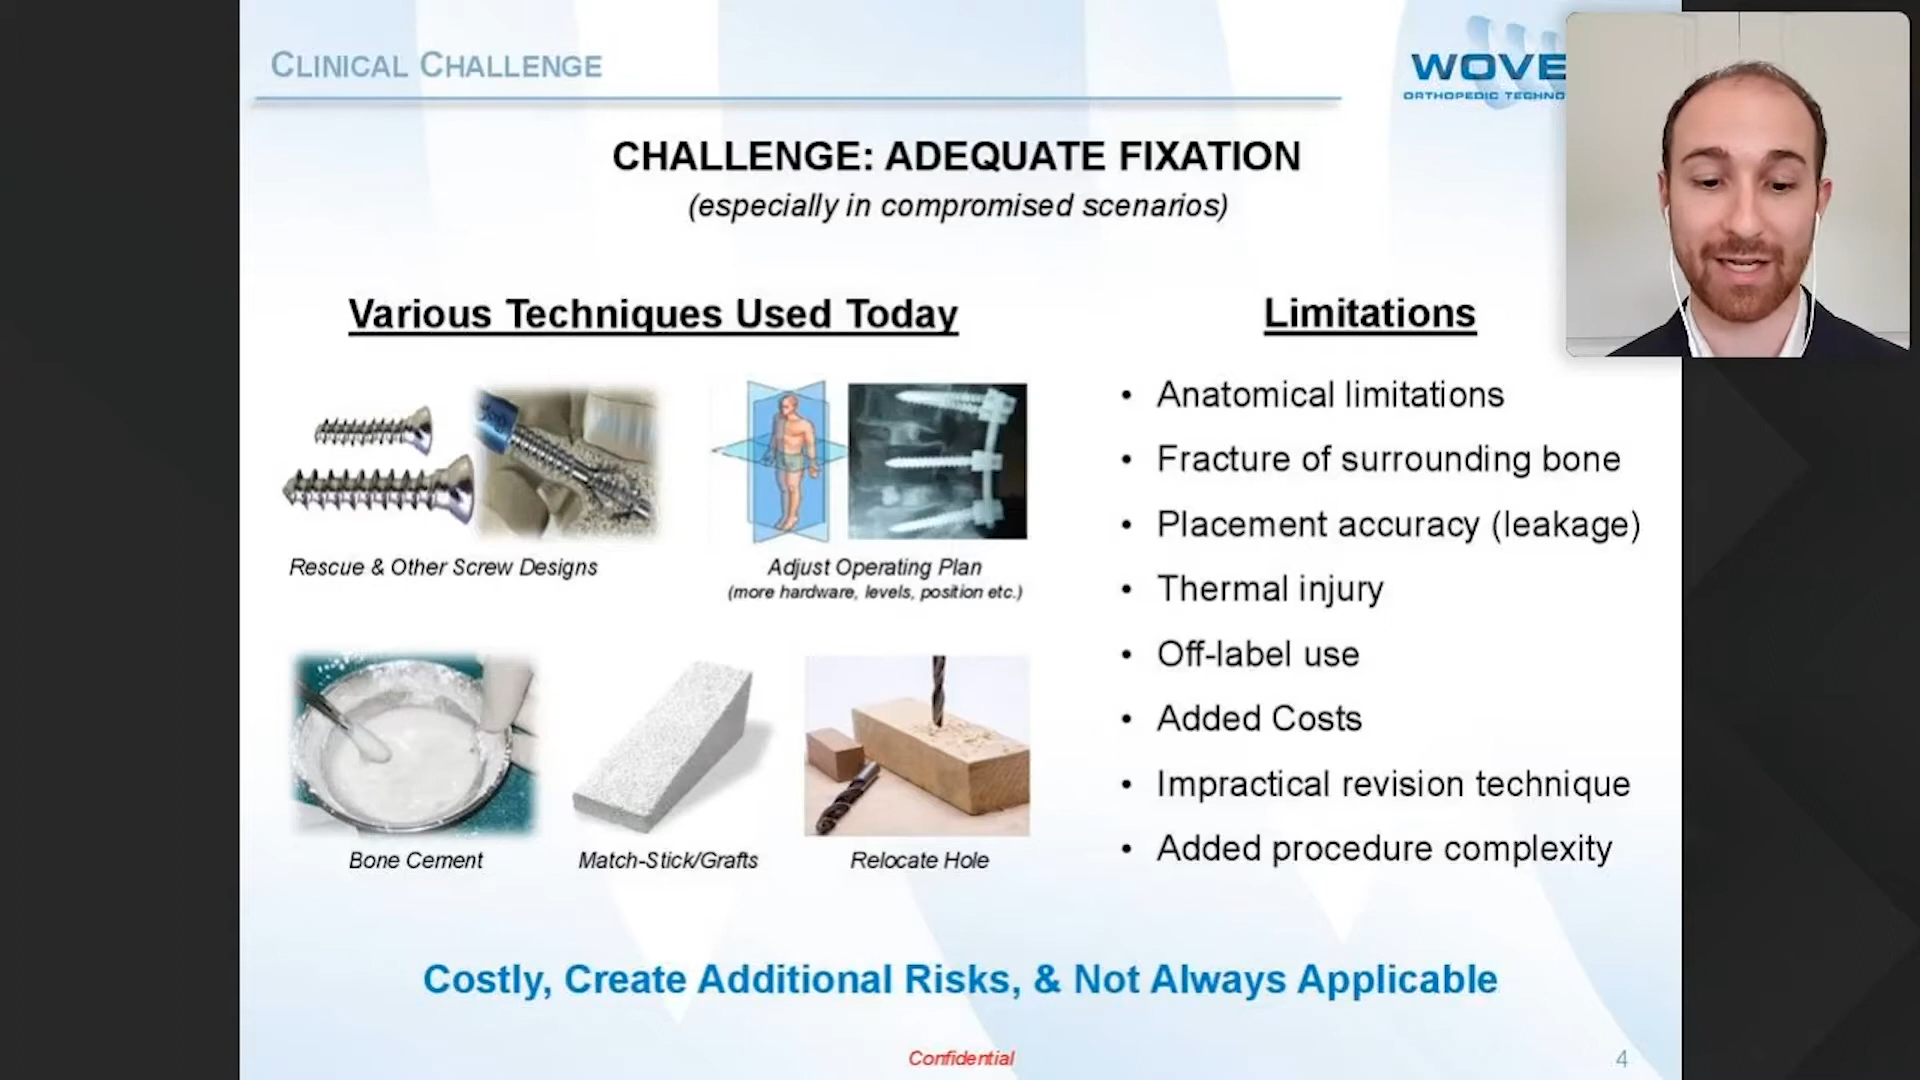 CLINICAL CHALLENGE
WOVE
ORTHOPEDIC TECHNO
CHALLENGE: ADEQUATE FIXATION
(especially in compromised scenarios)
Various Techniques Used Today
Rescue & Other Screw Designs
Adjust Operating Plan
(more hardware, levels, position etc.)
Bone Cement
Match-Stick/Grafts
Relocate Hole
Limitations
• Anatomical limitations
• Fracture of surrounding bone
• Placement accuracy (leakage)
• Thermal injury
• Off-label use
• Added Costs
• Impractical revision technique
• Added procedure complexity
Costly, Create Additional Risks, & Not Always Applicable
Confidential
4